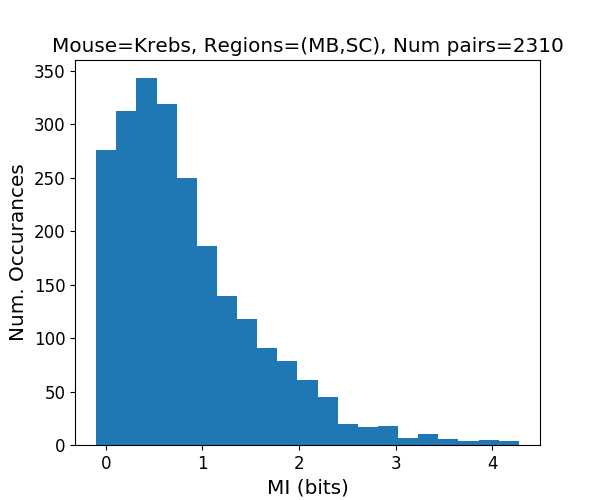 Mouse=Krebs, Regions=(MB,SC), Num pairs=2310
350
300
250
200
150
100
50
0
Num. Occurances
0 1 2 3 4
MI (bits)